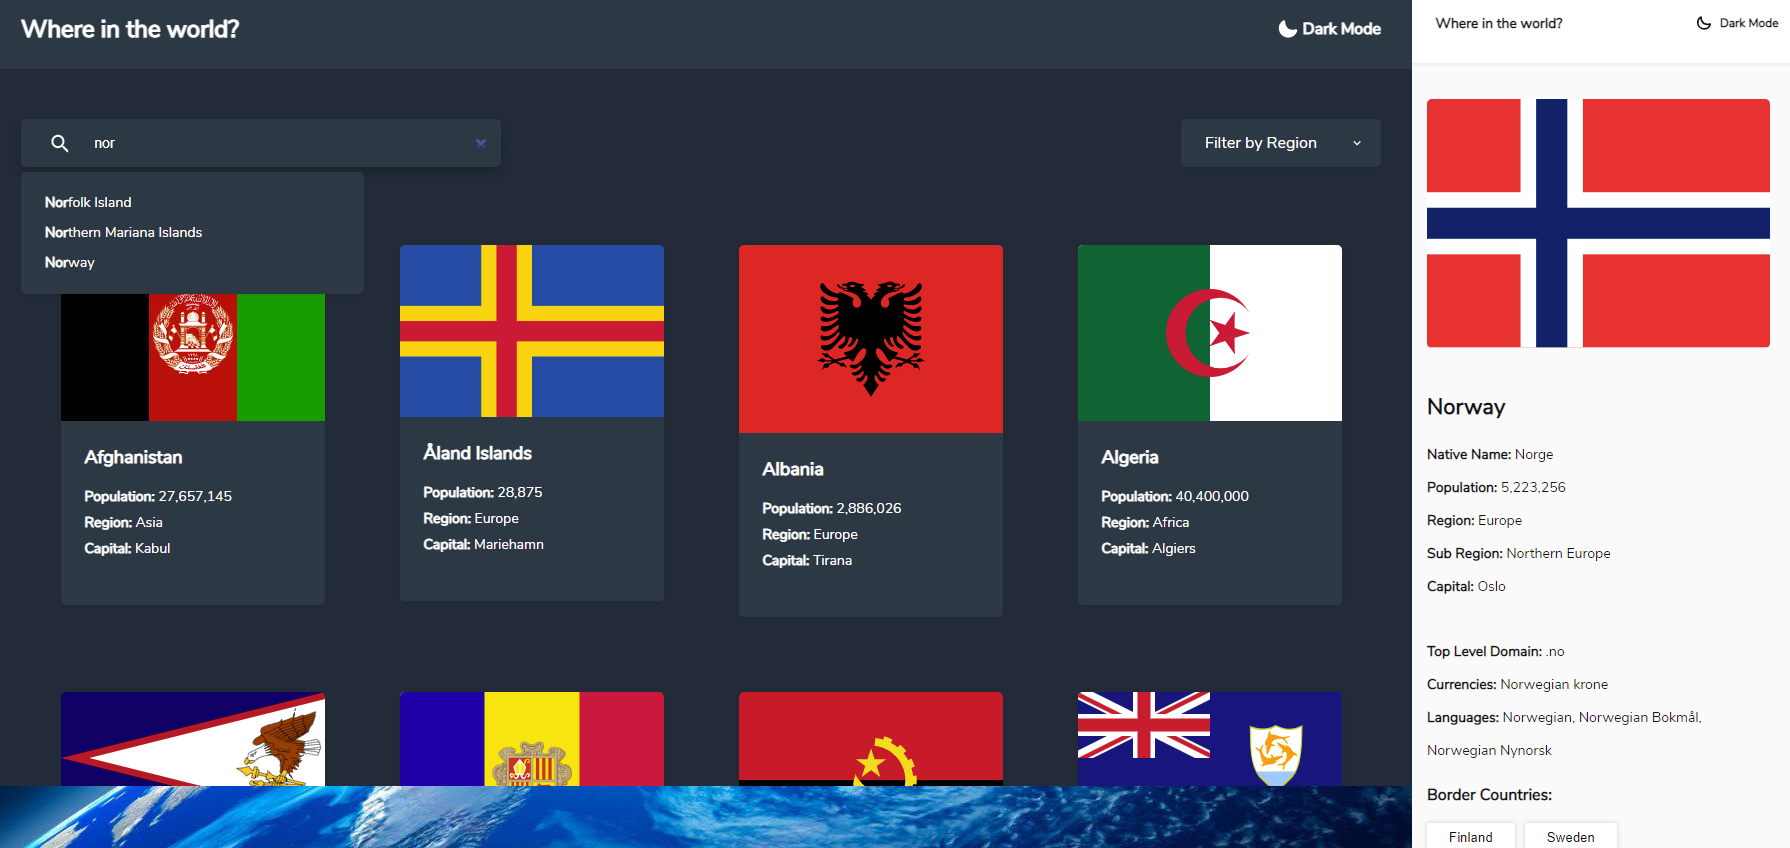 Where in the world?
Dark Mode
nor
Filter by Region
Norfolk Island
Northern Mariana Islands
Norway
Afghanistan
Population: 27,657,145
Region: Asia
Capital: Kabul
Åland Islands
Population: 28,875
Region: Europe
Capital: Mariehamn
Albania
Population: 2,886,026
Region: Europe
Capital: Tirana
Algeria
Population: 40,400,000
Region: Africa
Capital: Algiers
Where in the world?
Dark Mode
Norway
Native Name: Norge
Population: 5,223,256
Region: Europe
Sub Region: Northern Europe
Capital: Oslo
Top Level Domain: .no
Currencies: Norwegian krone
Languages: Norwegian, Norwegian Bokmål,
Norwegian Nynorsk
Border Countries:
Finland
Sweden